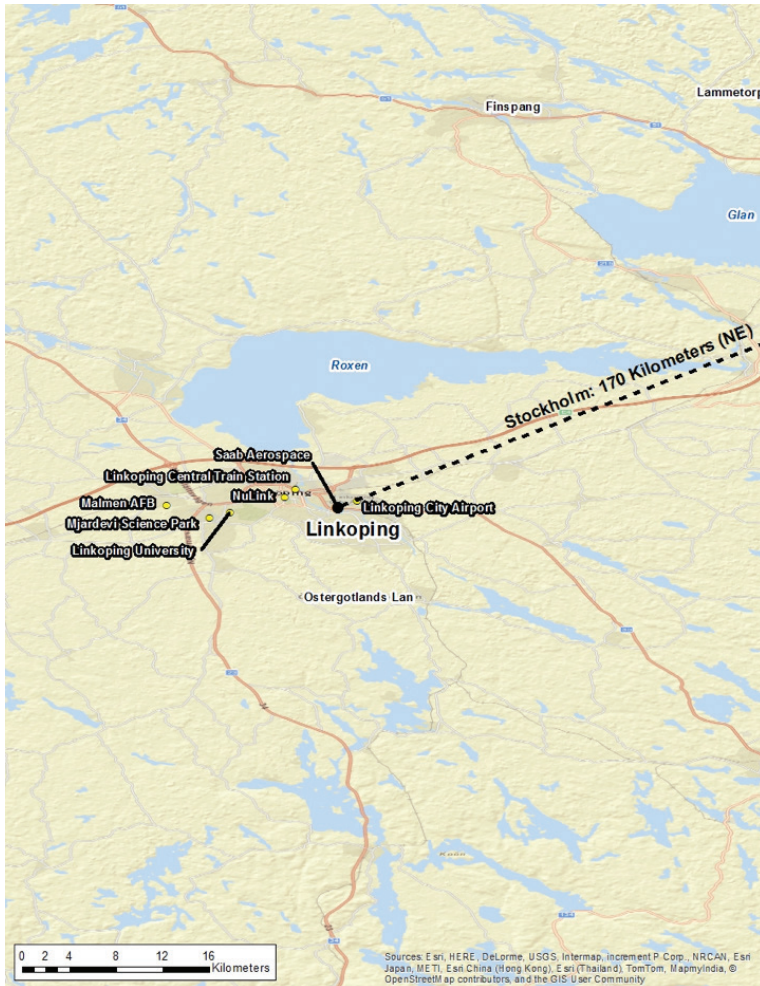 Finspang
Lammetorp
Glan
Roxen
Stockholm: 170 Kilometers (NE)
Saab Aerospace
Linkoping Central Train Station
NuLink
Malmen AFB
Linkoping City Airport
Mjardevi Science Park
Linkoping
Linkoping University
Ostergotlands Lan
0 2 4 8 12 16
Kilometers
Sources: Esri, HERE, DeLorme, USGS, Intermap, increment P Corp., NRCAN, Esri
Japan, METI, Esri China (Hong Kong), Esri (Thailand), TomTom, MapmyIndia, ©
OpenStreetMap contributors, and the GIS User Community